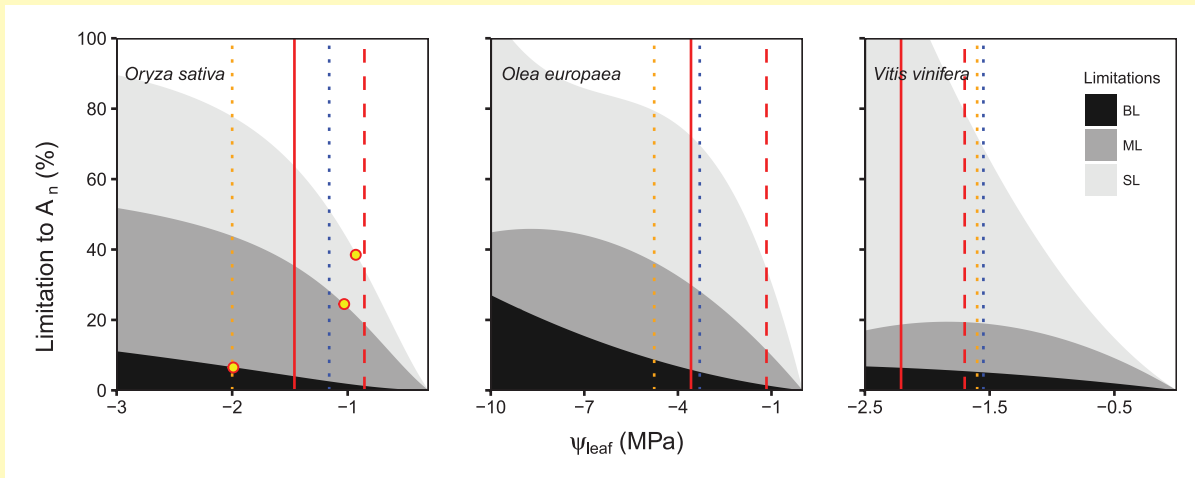 Limitation to Aₙ (%)
100
80
60
40
20
0
Oryza sativa
−3
−2
−1
Olea europaea
−10
−7
−4
−1
Vitis vinifera
−2.5
−1.5
−0.5
Limitations
BL
ML
SL
ψleaf (MPa)